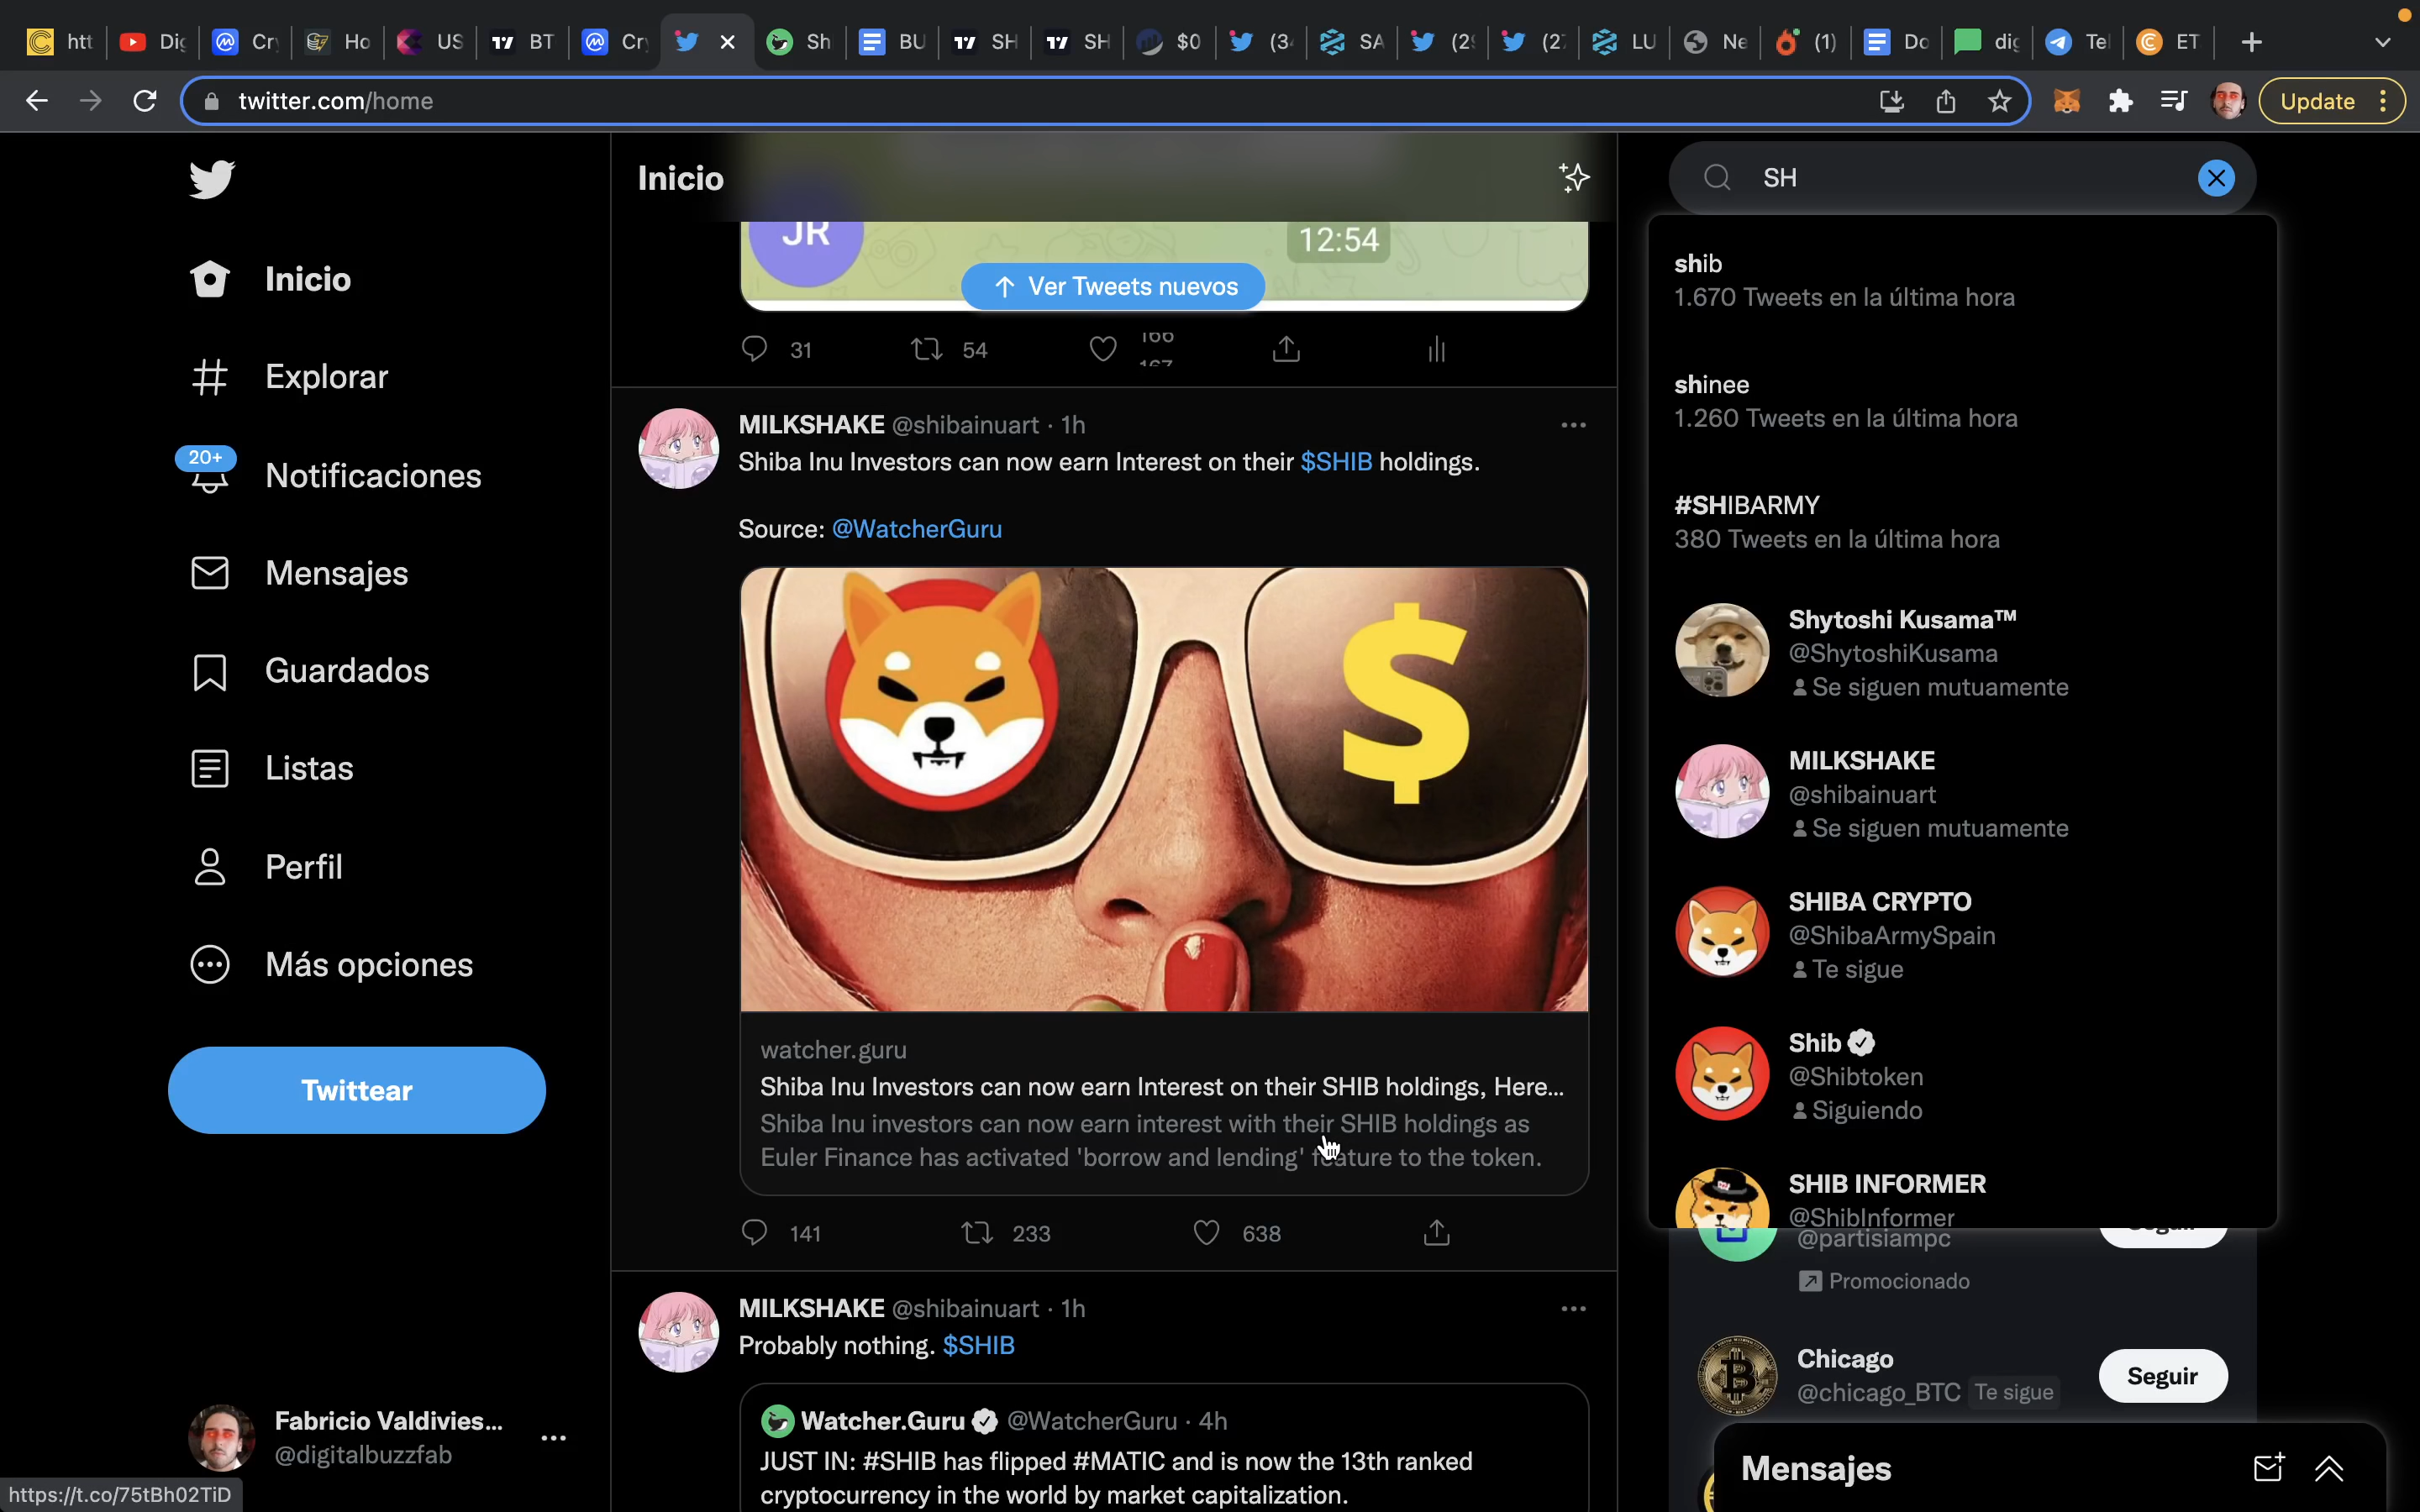 htt
Dig
Cr
Ho
US
BT
Cr
Sh
BU
SH
SH
$0
(3
SA
(2
(2
LU
Ne
(1)
Do
dig
Tel
ET
twitter.com/home
Update
Inicio
Explorar
20+
Notificaciones
Mensajes
Guardados
Listas
Perfil
Más opciones
Twittear
Fabricio Valdivies...
@digitalbuzzfab
https://t.co/75tBh02TiD
Inicio
JR
12:54
Ver Tweets nuevos
31
54
166
167
MILKSHAKE @shibainuart · 1h
Shiba Inu Investors can now earn Interest on their $SHIB holdings.
Source: @WatcherGuru
$
watcher.guru
Shiba Inu Investors can now earn Interest on their SHIB holdings, Here...
Shiba Inu investors can now earn interest with their SHIB holdings as
Euler Finance has activated 'borrow and lending' feature to the token.
141
233
638
MILKSHAKE @shibainuart · 1h
Probably nothing. $SHIB
Watcher.Guru @WatcherGuru · 4h
JUST IN: #SHIB has flipped #MATIC and is now the 13th ranked
cryptocurrency in the world by market capitalization.
SH
shib
1.670 Tweets en la última hora
shinee
1.260 Tweets en la última hora
#SHIBARMY
380 Tweets en la última hora
Shytoshi Kusama™
@ShytoshiKusama
Se siguen mutuamente
MILKSHAKE
@shibainuart
Se siguen mutuamente
SHIBA CRYPTO
@ShibaArmySpain
Te sigue
Shib
@Shibtoken
Siguiendo
SHIB INFORMER
@ShibInformer
@partisiampc
Seguir
Promocionado
Chicago
@chicago_BTC Te sigue
Seguir
Mensajes